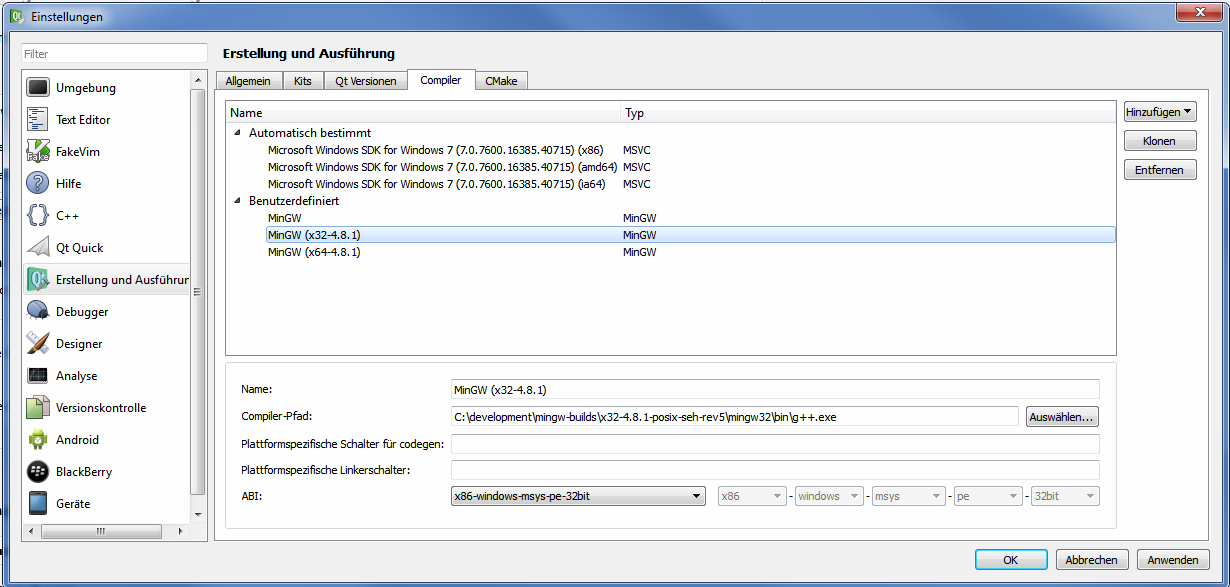 Einstellungen
Filter
Umgebung
Text Editor
FakeVim
Hilfe
C++
Qt Quick
Erstellung und Ausführun
Debugger
Designer
Analyse
Versionskontrolle
Android
BlackBerry
Geräte
Erstellung und Ausführung
Allgemein Kits Qt Versionen Compiler CMake
Name Typ
Automatisch bestimmt
Microsoft Windows SDK for Windows 7 (7.0.7600.16385.40715) (x86) MSVC
Microsoft Windows SDK for Windows 7 (7.0.7600.16385.40715) (amd64) MSVC
Microsoft Windows SDK for Windows 7 (7.0.7600.16385.40715) (ia64) MSVC
Benutzerdefiniert
MinGW MinGW
MinGW (x32-4.8.1) MinGW
MinGW (x64-4.8.1) MinGW
Hinzufügen
Klonen
Entfernen
Name: MinGW (x32-4.8.1)
Compiler-Pfad: C:\development\mingw-builds\x32-4.8.1-posix-seh-rev5\mingw32\bin\g++.exe Auswählen...
Plattformspezifische Schalter für codegen:
Plattformspezifische Linkerschalter:
ABI: x86-windows-msys-pe-32bit x86 - windows - msys - pe - 32bit
OK Abbrechen Anwenden